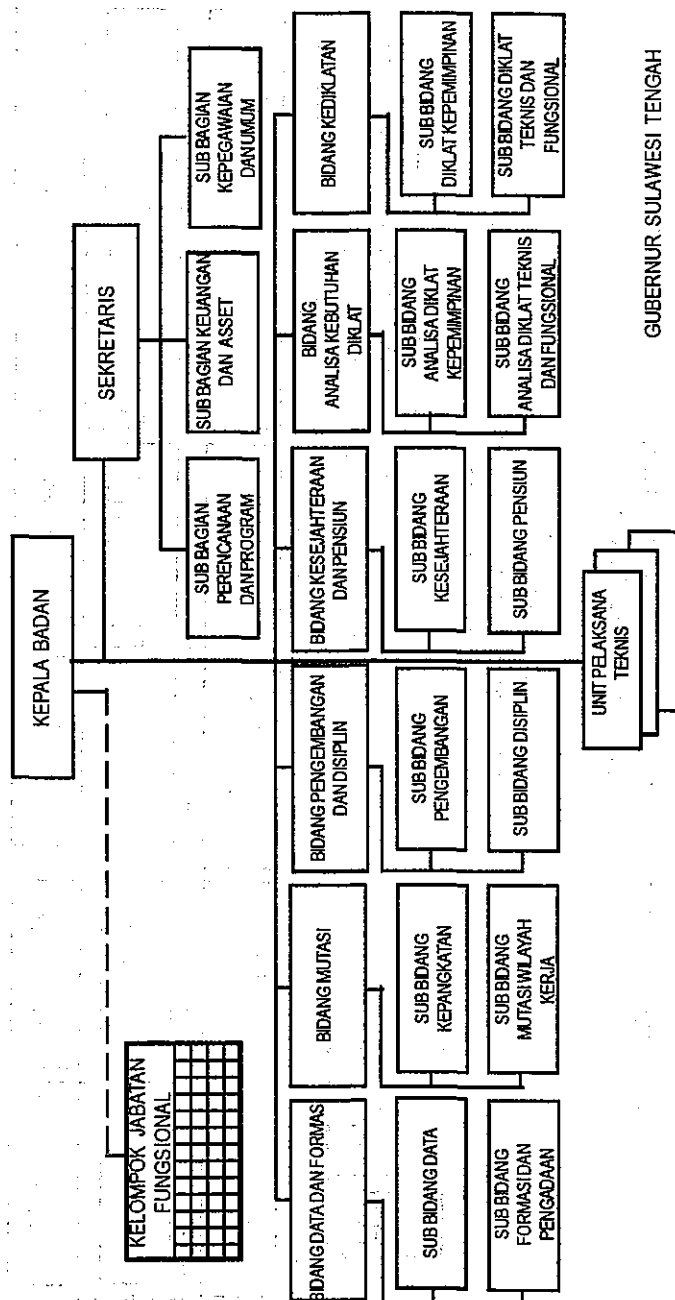 KEPALA BADAN
KELOMPOK JABATAN
FUNGSIONAL
SEKRETARIS
SUB BAGIAN
PERENCANAAN
DAN PROGRAM
SUB BAGIAN KEUANGAN
DAN ASSET
SUB BAGIAN
KEPEGAWAIAN
DAN UMUM
BIDANG DATA DAN FORMAS
BIDANG MUTASI
BIDANG PENGEMBANGAN
DAN DISIPLIN
BIDANG KESEJAHTERAAN
DAN PENSIUN
BIDANG
ANALISA KEBUTUHAN
DIKLAT
BIDANG KEDIKLATAN
SUB BIDANG DATA
SUB BIDANG
KEPANGKATAN
SUB BIDANG
PENGEMBANGAN
SUB BIDANG
KESEJAHTERAAN
SUB BIDANG
ANALISA DIKLAT
KEPEMIMPINAN
SUB BIDANG
DIKLAT KEPEMIMPINAN
SUB BIDANG
FORMASI DAN
PENGADAAN
SUB BIDANG
MUTASI WILAYAH
KERJA
SUB BIDANG DISIPLIN
SUB BIDANG PENSIUN
SUB BIDANG
ANALISA DIKLAT TEKNIS
DAN FUNGSIONAL
SUB BIDANG DIKLAT
TEKNIS DAN
FUNGSIONAL
UNIT PELAKSANA
TEKNIS
GUBERNUR SULAWESI TENGAH